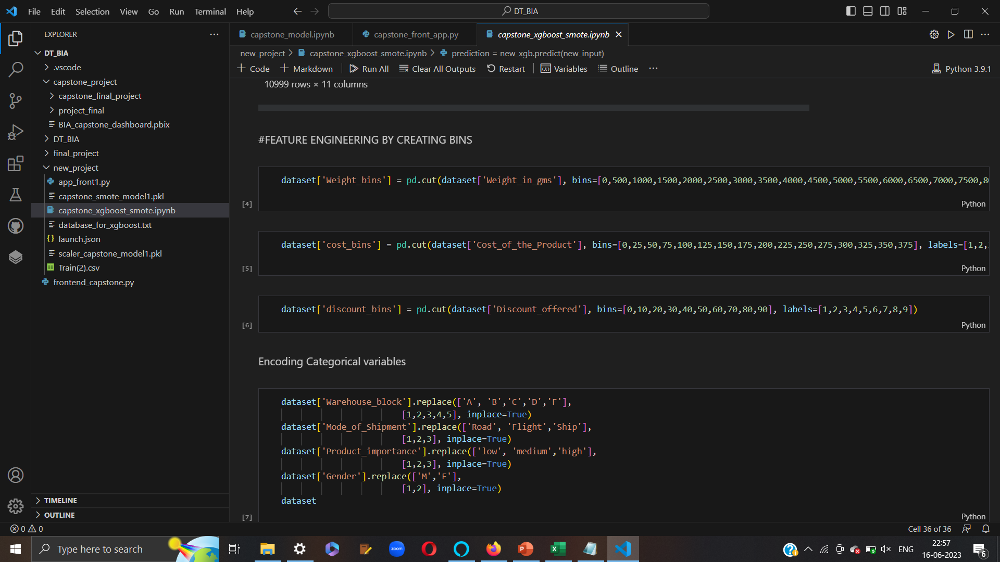 File Edit Selection View Go Run Terminal Help
DT_BIA
EXPLORER
DT_BIA
.vscode
capstone_project
capstone_final_project
project_final
BIA_capstone_dashboard.pbix
DT_BIA
final_project
new_project
app_front1.py
capstone_smote_model1.pkl
capstone_xgboost_smote.ipynb
database_for_xgboost.txt
launch.json
scaler_capstone_model1.pkl
Train(2).csv
frontend_capstone.py
TIMELINE
OUTLINE
capstone_model.ipynb capstone_front_app.py capstone_xgboost_smote.ipynb
new_project > capstone_xgboost_smote.ipynb > prediction = new_xgb.predict(new_input)
+ Code + Markdown Run All Clear All Outputs Restart Variables Outline ··· Python 3.9.1
10999 rows × 11 columns
#FEATURE ENGINEERING BY CREATING BINS
dataset['Weight_bins'] = pd.cut(dataset['Weight_in_gms'], bins=[0,500,1000,1500,2000,2500,3000,3500,4000,4500,5000,5500,6000,6500,7000,7500,8
[4] Python
dataset['cost_bins'] = pd.cut(dataset['Cost_of_the_Product'], bins=[0,25,50,75,100,125,150,175,200,225,250,275,300,325,350,375], labels=[1,2,
[5] Python
dataset['discount_bins'] = pd.cut(dataset['Discount_offered'], bins=[0,10,20,30,40,50,60,70,80,90], labels=[1,2,3,4,5,6,7,8,9])
[6] Python
Encoding Categorical variables
dataset['Warehouse_block'].replace(['A', 'B','C','D','F'],
[1,2,3,4,5], inplace=True)
dataset['Mode_of_Shipment'].replace(['Road', 'Flight','Ship'],
[1,2,3], inplace=True)
dataset['Product_importance'].replace(['low', 'medium','high'],
[1,2,3], inplace=True)
dataset['Gender'].replace(['M','F'],
[1,2], inplace=True)
dataset
[7] Python
0 0
Cell 36 of 36
Type here to search
zoom
ENG
22:57
16-06-2023
6